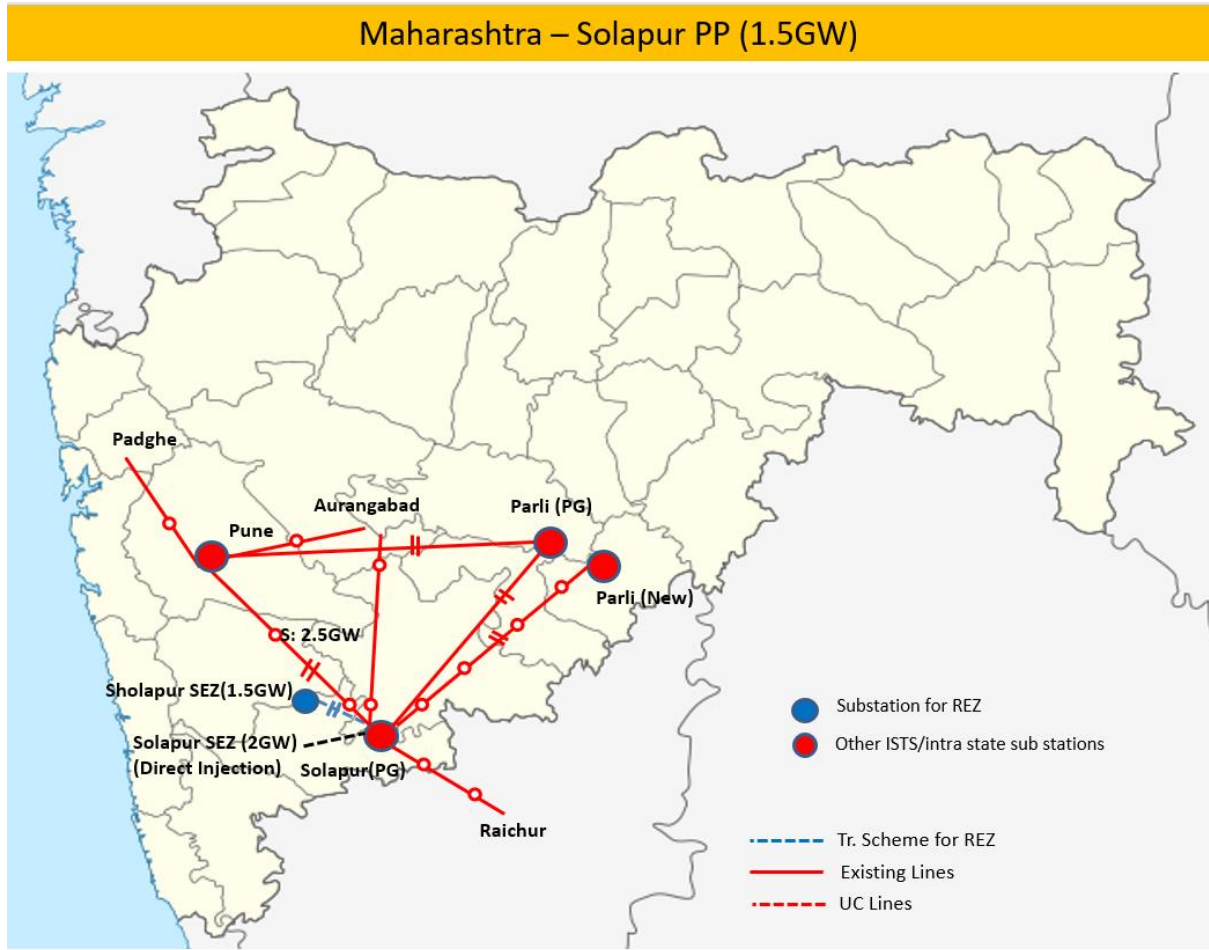 Maharashtra – Solapur PP (1.5GW)
Padghe
Aurangabad
Parli (PG)
Pune
Parli (New)
S: 2.5GW
Sholapur SEZ(1.5GW)
Solapur SEZ (2GW)
(Direct Injection)
Solapur(PG)
Raichur
Substation for REZ
Other ISTS/intra state sub stations
Tr. Scheme for REZ
Existing Lines
UC Lines